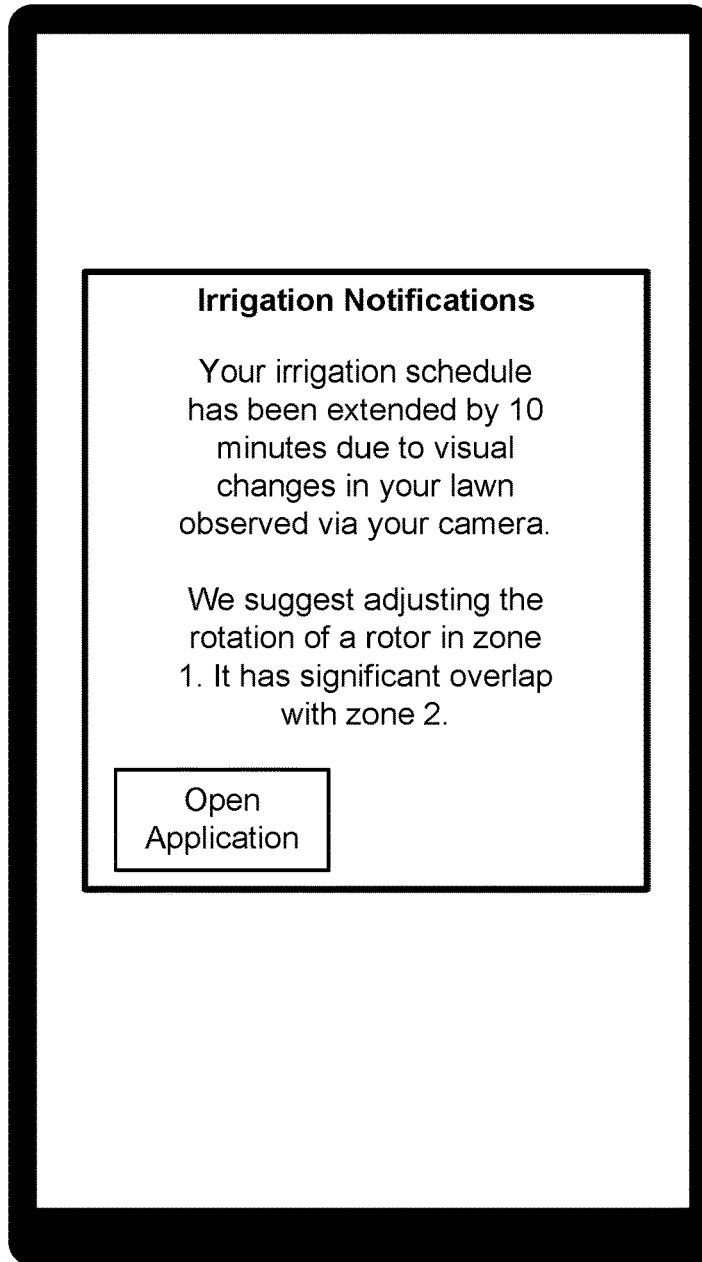 Irrigation Notifications
Your irrigation schedule
has been extended by 10
minutes due to visual
changes in your lawn
observed via your camera.
We suggest adjusting the
rotation of a rotor in zone
1. It has significant overlap
with zone 2.
Open
Application